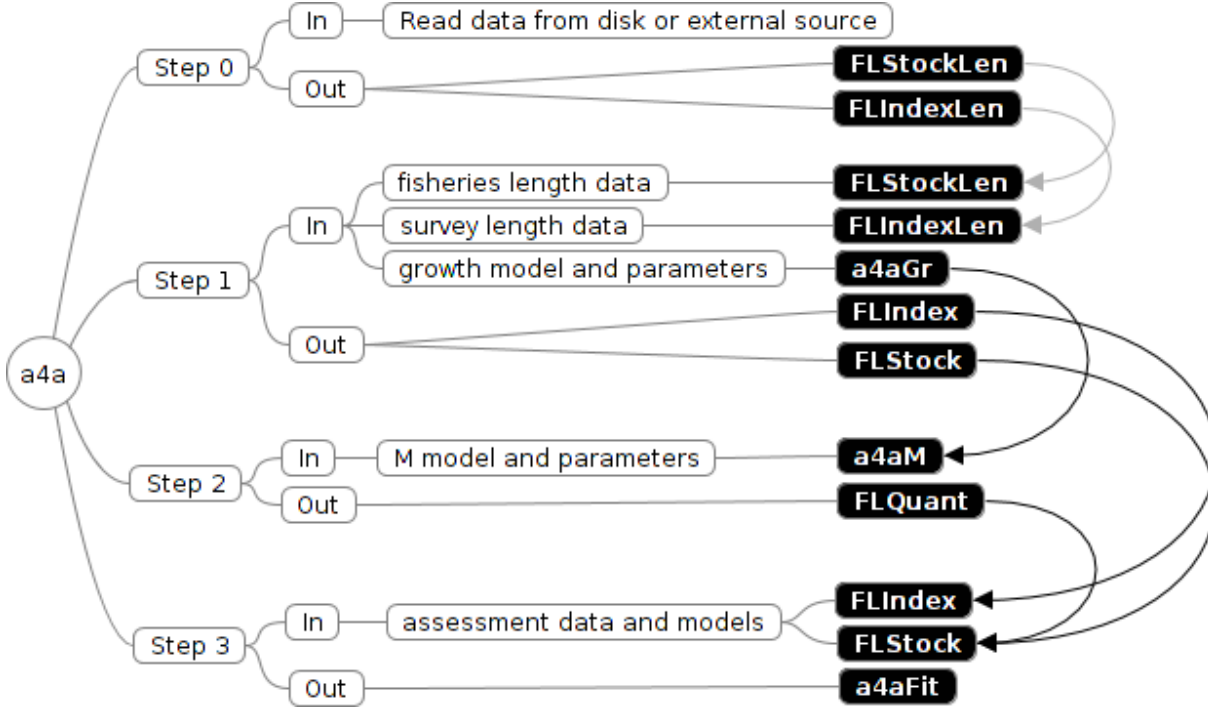 In
Read data from disk or external source
Step 0
Out
FLStockLen
FLIndexLen
fisheries length data
FLStockLen
In
survey length data
FLIndexLen
growth model and parameters
a4aGr
Step 1
FLIndex
Out
FLStock
a4a
In
M model and parameters
a4aM
Step 2
Out
FLQuant
FLIndex
In
assessment data and models
FLStock
Step 3
Out
a4aFit